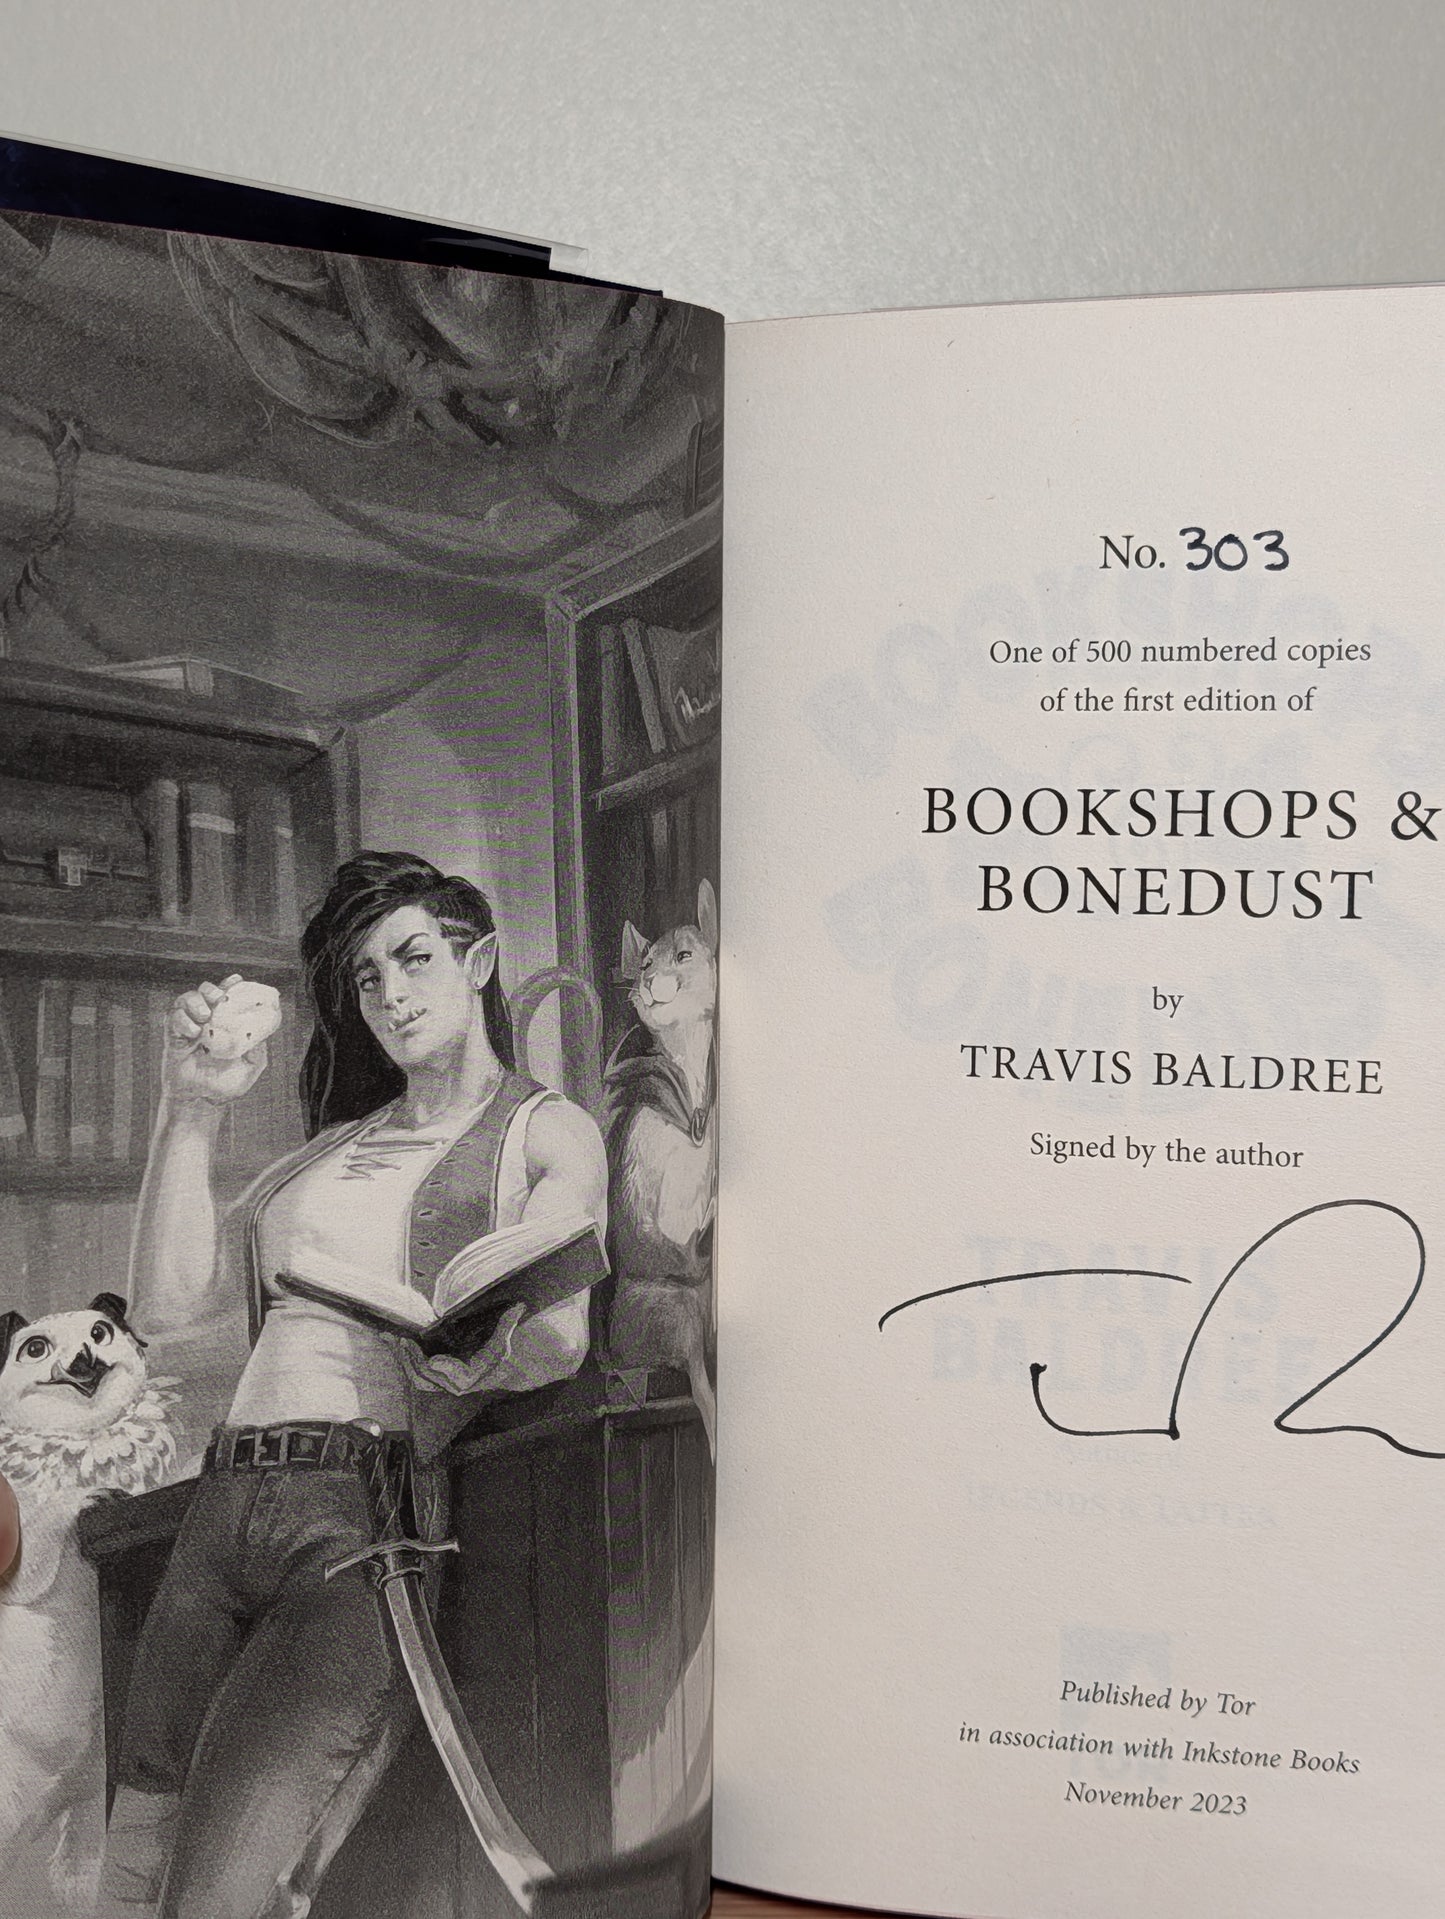 No. 303
One of 500 numbered copies
of the first edition of
BOOKSHOPS &
BONEDUST
by
TRAVIS BALDREE
Signed by the author
Published by Tor
in association with Inkstone Books
November 2023